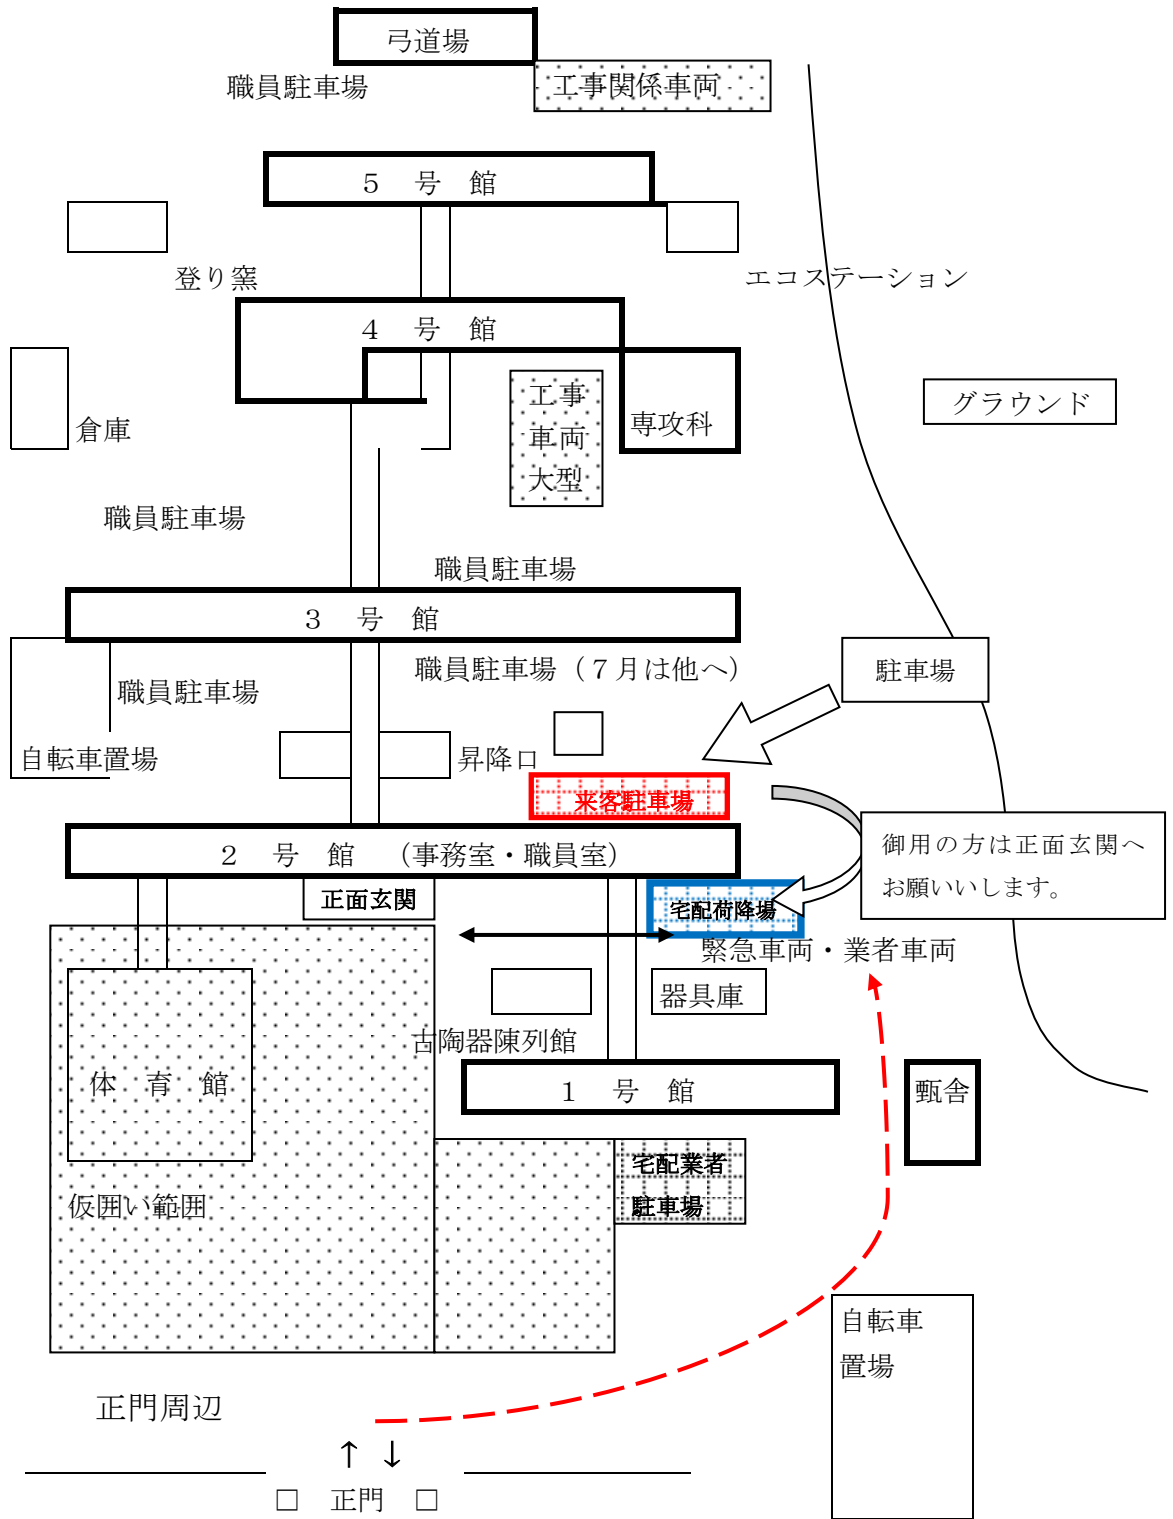 弓道場
職員駐車場
工事関係車両
５　号　館
登り窯
エコステーション
４　号　館
工事
車両
大型
専攻科
グラウンド
倉庫
職員駐車場
職員駐車場
３　号　館
職員駐車場（７月は他へ）
駐車場
職員駐車場
自転車置場
昇降口
来客駐車場
２　号　館　（事務室・職員室）
御用の方は正面玄関へ
お願いいします。
正面玄関
宅配荷降場
緊急車両・業者車両
器具庫
古陶器陳列館
体　育　館
１　号　館
甄舎
宅配業者
駐車場
仮囲い範囲
自転車
置場
正門周辺
↑ ↓
□　正門　□